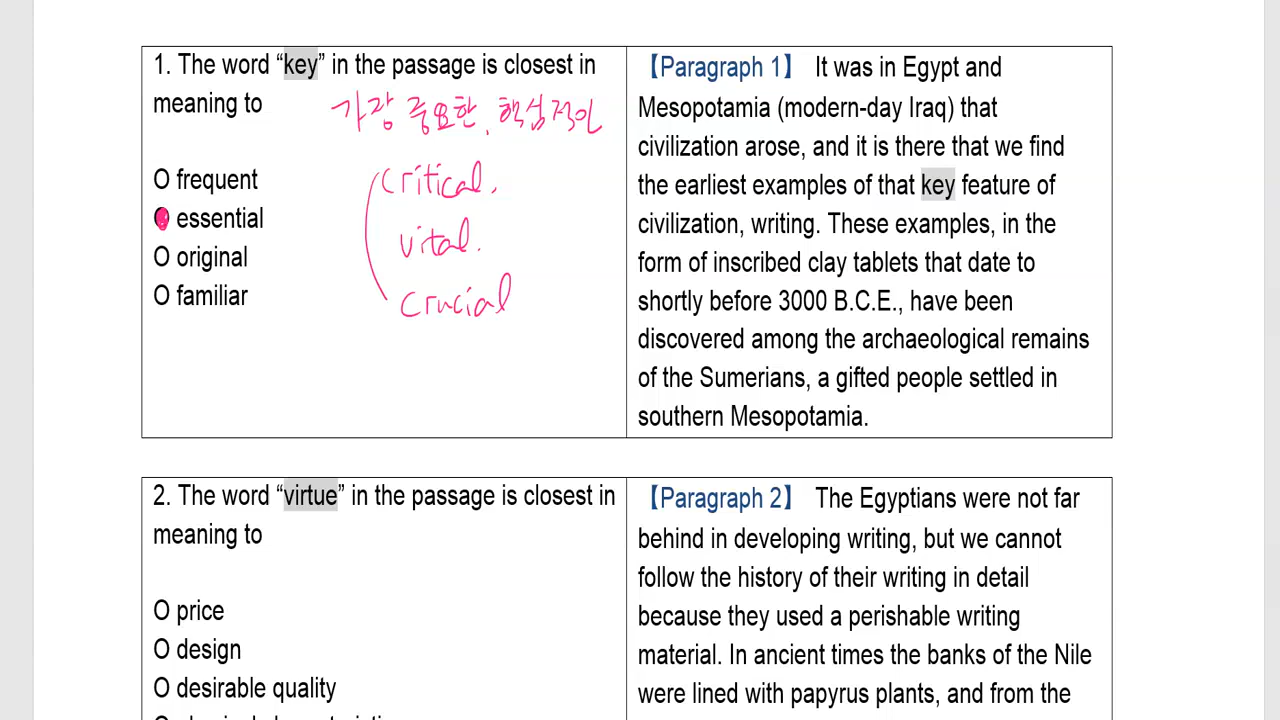 1. The word “key” in the passage is closest in
meaning to
가장 중요한, 핵심적인
O frequent
critical,
essential
vital.
O original
O familiar
crucial
【Paragraph 1】 It was in Egypt and
Mesopotamia (modern-day Iraq) that
civilization arose, and it is there that we find
the earliest examples of that key feature of
civilization, writing. These examples, in the
form of inscribed clay tablets that date to
shortly before 3000 B.C.E., have been
discovered among the archaeological remains
of the Sumerians, a gifted people settled in
southern Mesopotamia.
2. The word “virtue” in the passage is closest in
meaning to
O price
O design
O desirable quality
【Paragraph 2】 The Egyptians were not far
behind in developing writing, but we cannot
follow the history of their writing in detail
because they used a perishable writing
material. In ancient times the banks of the Nile
were lined with papyrus plants, and from the